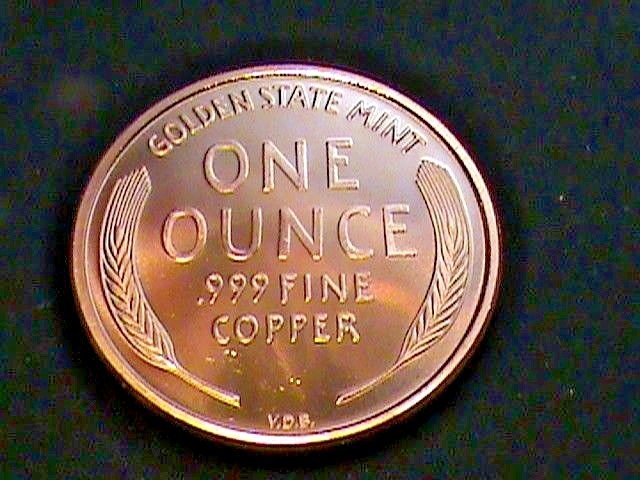 GOLDEN STATE MINT
ONE
OUNCE
.999 FINE
COPPER
V.D.B.